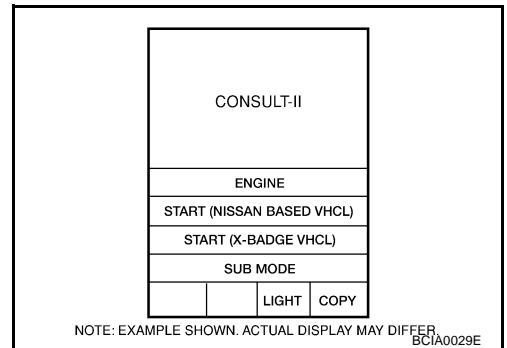 CONSULT-II
ENGINE
START (NISSAN BASED VHCL)
START (X-BADGE VHCL)
SUB MODE
LIGHT COPY
NOTE: EXAMPLE SHOWN. ACTUAL DISPLAY MAY DIFFER.
BCIA0029E